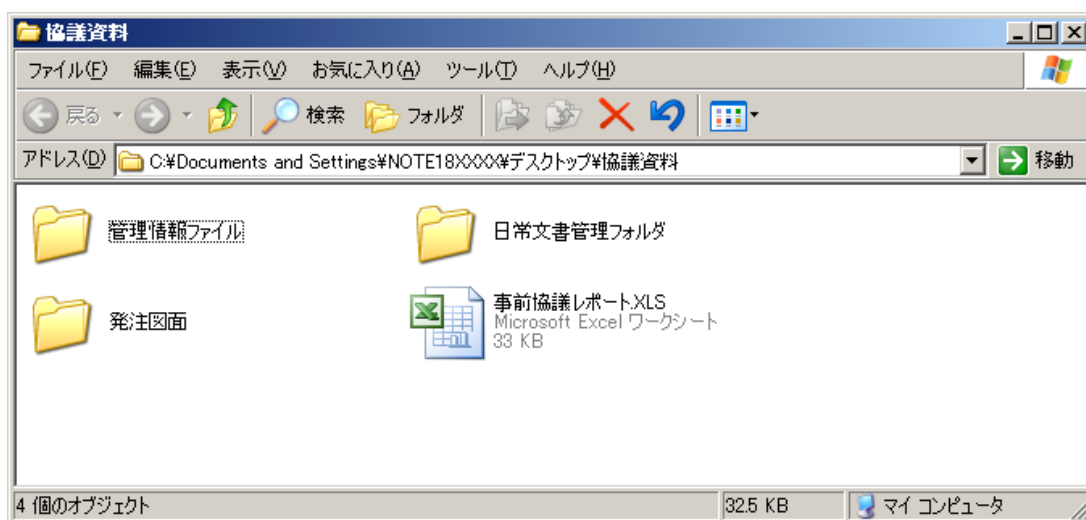 協議資料
ファイル(F) 編集(E) 表示(V) お気に入り(A) ツール(T) ヘルプ(H)
戻る 検索 フォルダ
アドレス(D) C:¥Documents and Settings¥NOTE18XXXX¥デスクトップ¥協議資料 移動
管理情報ファイル 日常文書管理フォルダ
発注図面 事前協議レポート.XLS
Microsoft Excel ワークシート
33 KB
4 個のオブジェクト 32.5 KB マイ コンピュータ